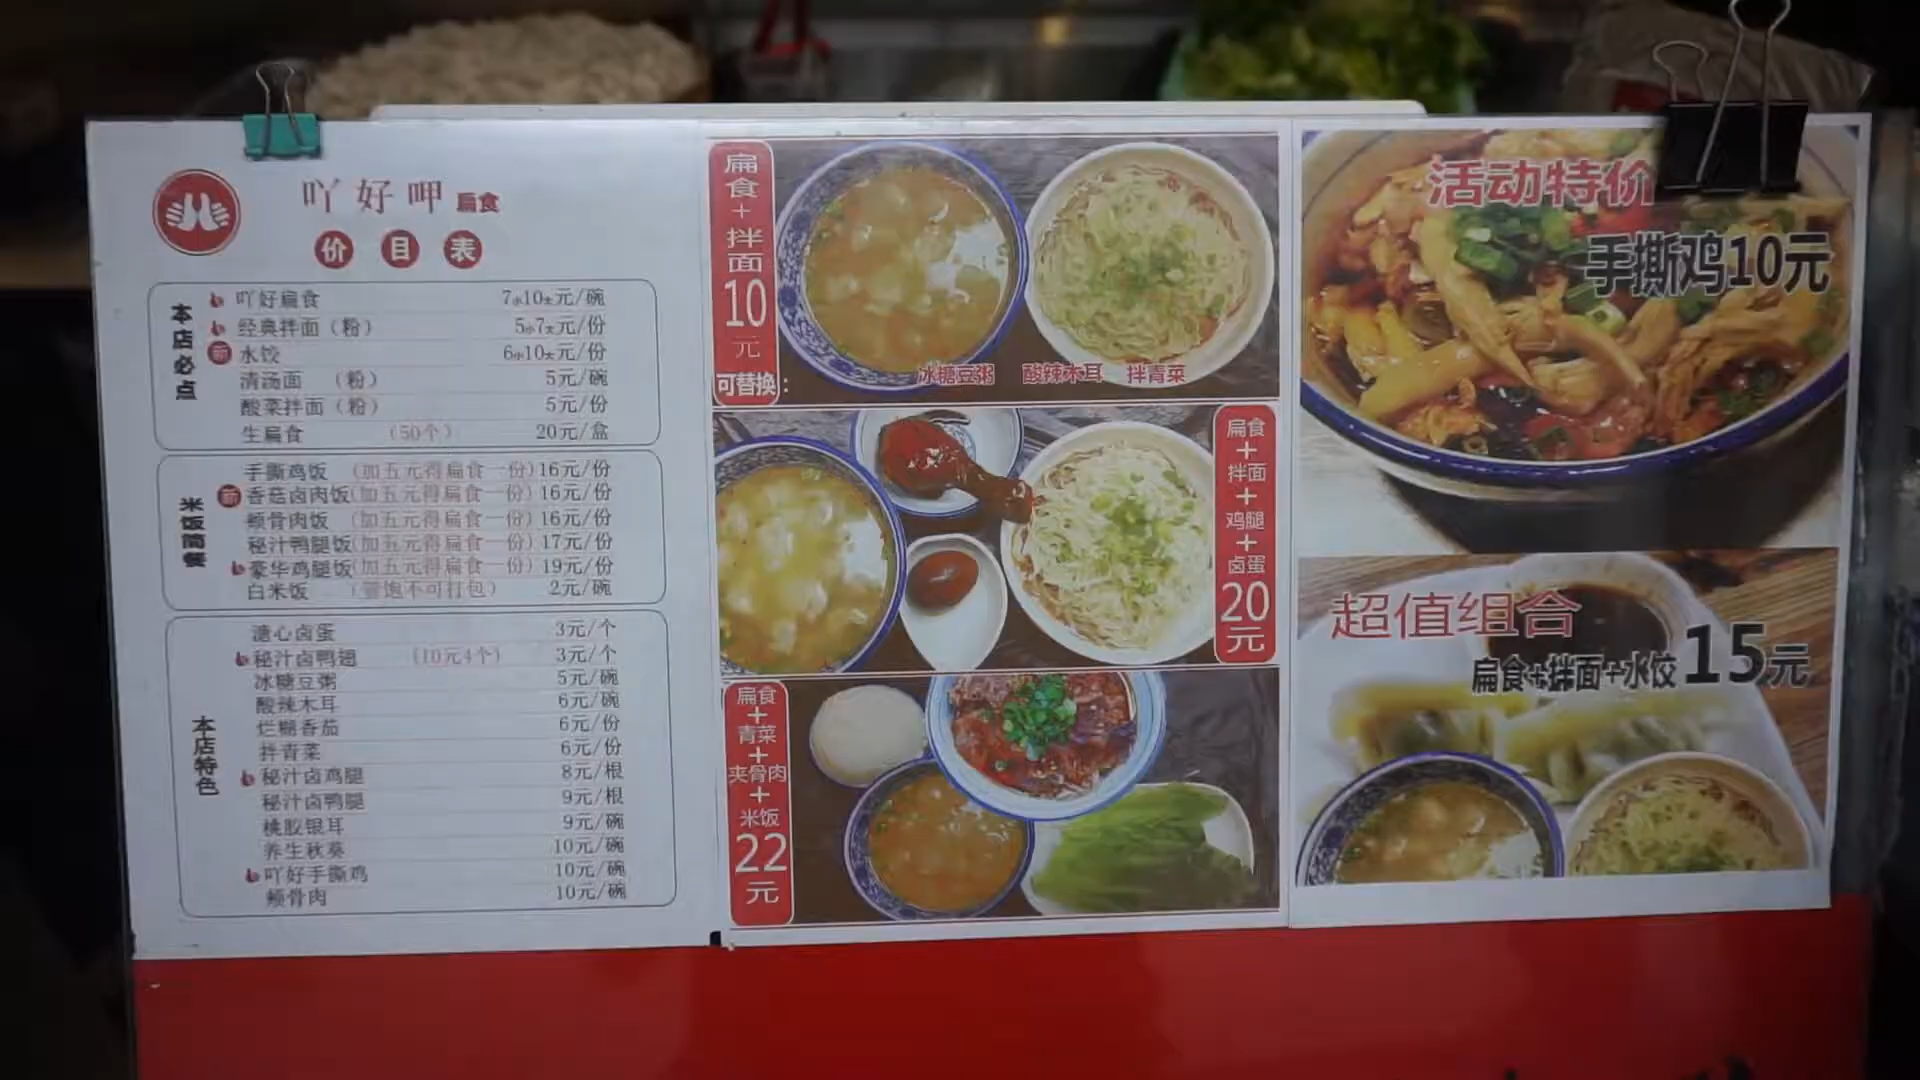 吖好呷 扁食
价目表
本店必点
吖好扁食 7小10大元/碗
经典拌面（粉） 5小7大元/份
新 水饺 6小10大元/份
清汤面 （粉） 5元/碗
酸菜拌面（粉） 5元/份
生扁食 （50个） 20元/盒
米饭简餐
手撕鸡饭 （加五元得扁食一份）16元/份
新 香菇卤肉饭（加五元得扁食一份）16元/份
颊骨肉饭 （加五元得扁食一份）16元/份
秘汁鸭腿饭（加五元得扁食一份）17元/份
豪华鸡腿饭（加五元得扁食一份）19元/份
白米饭 （管饱不可打包） 2元/碗
本店特色
溏心卤蛋 3元/个
秘汁卤鸭翅 （10元4个） 3元/个
冰糖豆粥 5元/碗
酸辣木耳 6元/碗
烂糊香茄 6元/份
拌青菜 6元/份
秘汁卤鸡腿 8元/根
秘汁卤鸭腿 9元/根
桃胶银耳 9元/碗
养生秋葵 10元/碗
吖好手撕鸡 10元/碗
颊骨肉 10元/碗
扁食+拌面
10元
可替换：
冰糖豆粥 酸辣木耳 拌青菜
扁食+拌面+鸡腿+卤蛋
20元
扁食+青菜+夹骨肉+米饭
22元
活动特价
手撕鸡10元
超值组合
扁食+拌面+水饺15元